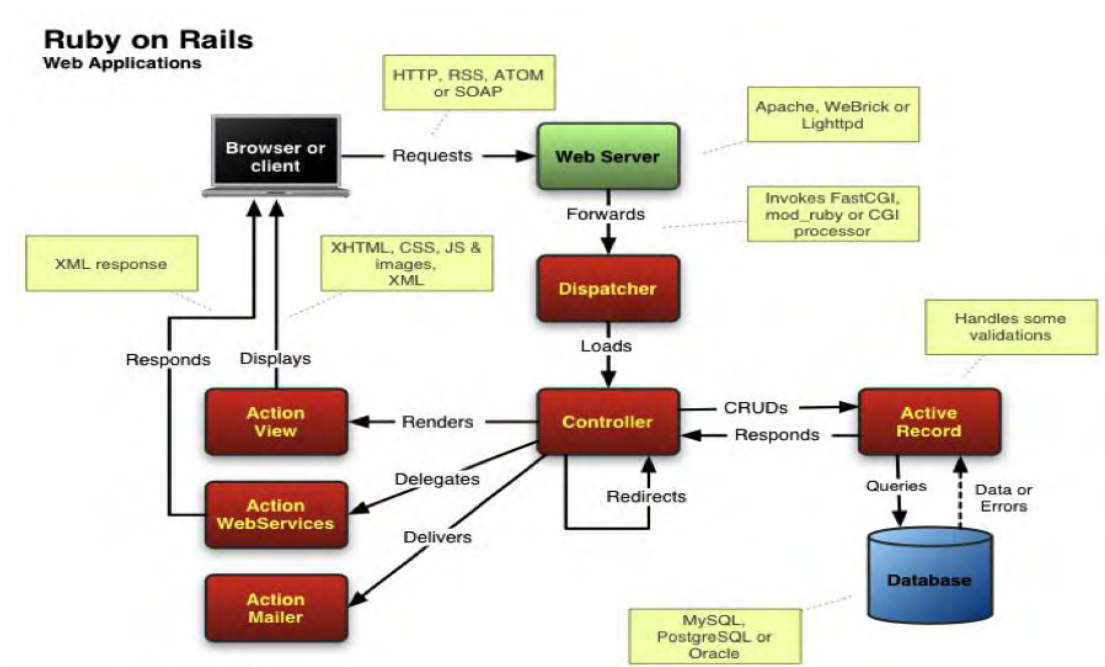 Ruby on Rails
Web Applications
HTTP, RSS, ATOM
or SOAP
Apache, WeBrick or
Lighttpd
Browser or
client
Requests
Web Server
Forwards
Invokes FastCGI,
mod_ruby or CGI
processor
XML response
XHTML, CSS, JS &
images,
XML
Dispatcher
Handles some
validations
Loads
Responds
Displays
Action
View
Renders
Controller
CRUDs
Responds
Active
Record
Delegates
Redirects
Queries
Data or
Errors
Action
WebServices
Delivers
Database
Action
Mailer
MySQL,
PostgreSQL or
Oracle